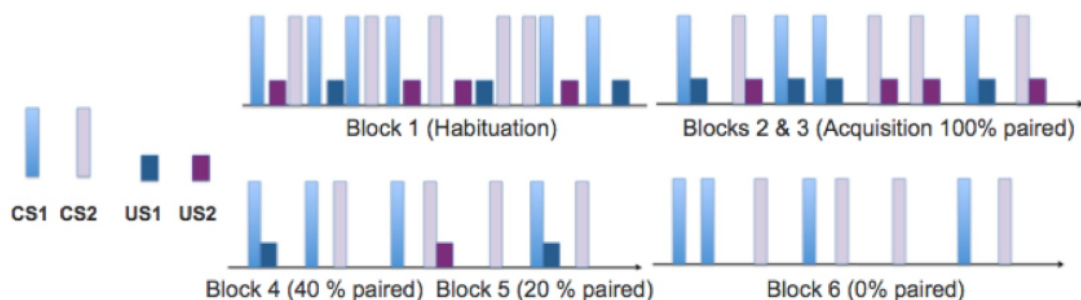 Block 1 (Habituation)
Blocks 2 & 3 (Acquisition 100% paired)
CS1 CS2 US1 US2
Block 4 (40 % paired)
Block 5 (20 % paired)
Block 6 (0% paired)